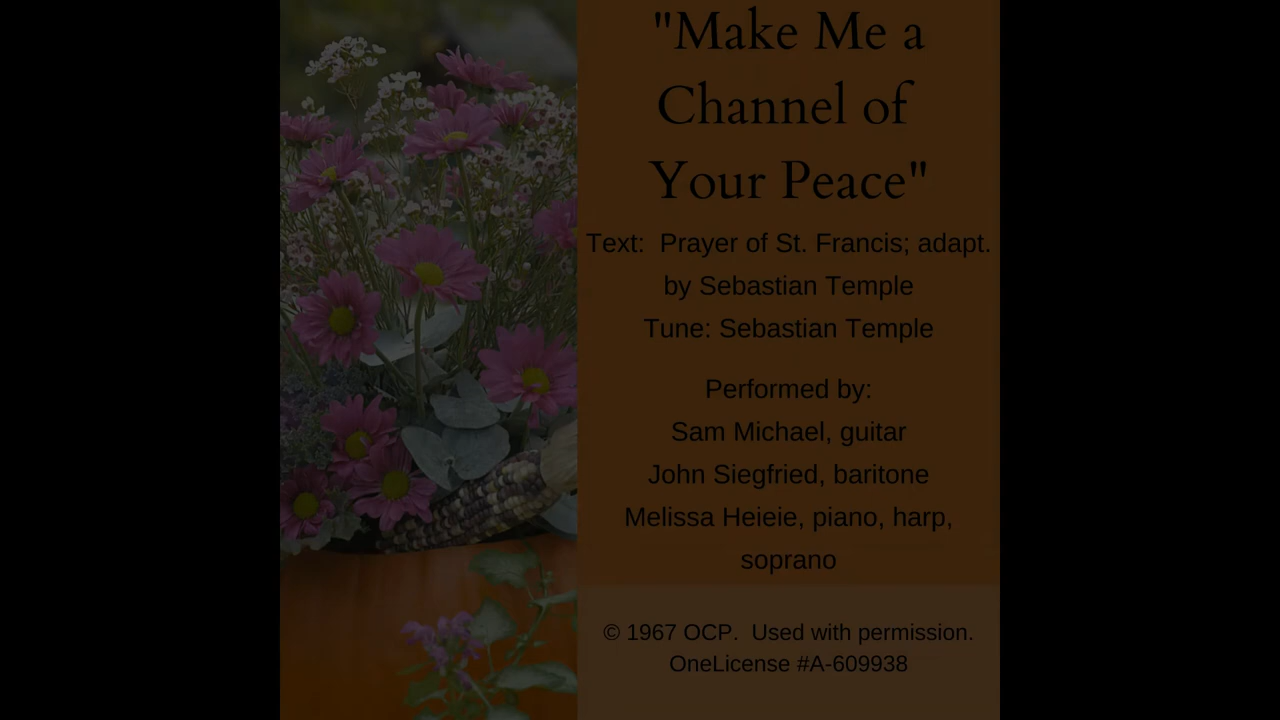 "Make Me a
Channel of
Your Peace"
Text:  Prayer of St. Francis; adapt.
by Sebastian Temple
Tune: Sebastian Temple
Performed by:
Sam Michael, guitar
John Siegfried, baritone
Melissa Heieie, piano, harp,
soprano
© 1967 OCP.  Used with permission.
OneLicense #A-609938